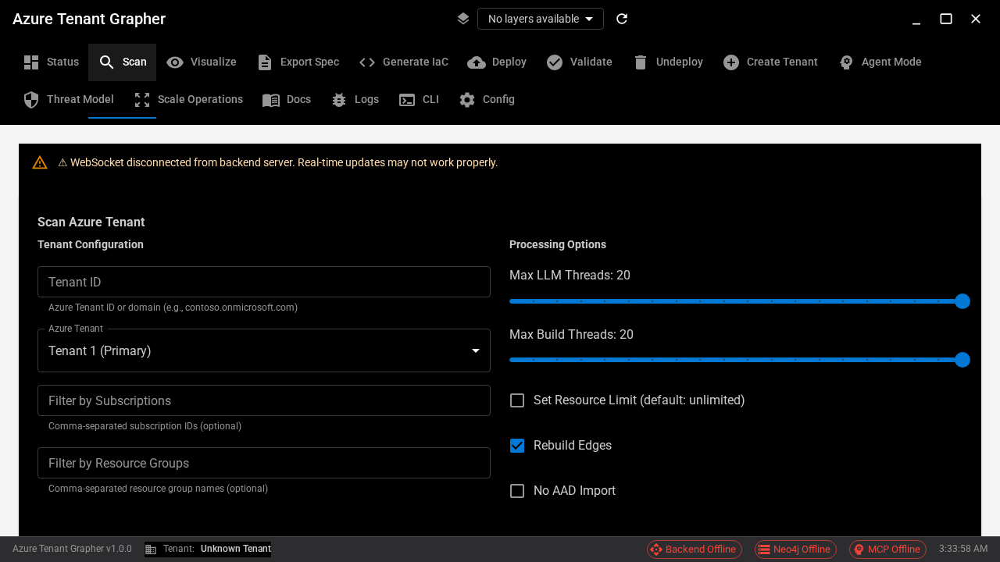 Azure Tenant Grapher
No layers available
Status
Scan
Visualize
Export Spec
Generate IaC
Deploy
Validate
Undeploy
Create Tenant
Agent Mode
Threat Model
Scale Operations
Docs
Logs
CLI
Config
⚠ WebSocket disconnected from backend server. Real-time updates may not work properly.
Scan Azure Tenant
Tenant Configuration
Tenant ID
Azure Tenant ID or domain (e.g., contoso.onmicrosoft.com)
Azure Tenant
Tenant 1 (Primary)
Filter by Subscriptions
Comma-separated subscription IDs (optional)
Filter by Resource Groups
Comma-separated resource group names (optional)
Processing Options
Max LLM Threads: 20
Max Build Threads: 20
Set Resource Limit (default: unlimited)
Rebuild Edges
No AAD Import
Azure Tenant Grapher v1.0.0
Tenant: Unknown Tenant
Backend Offline
Neo4j Offline
MCP Offline
3:33:58 AM